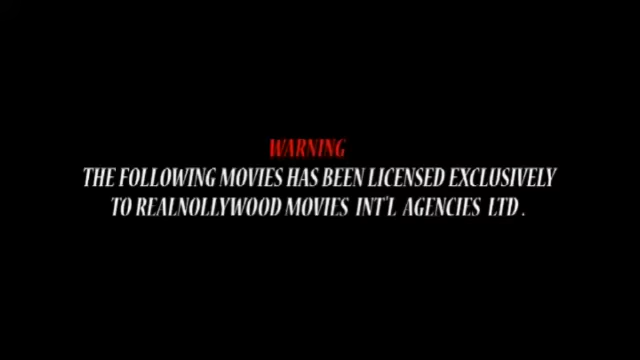 WARNING
THE FOLLOWING MOVIES HAS BEEN LICENSED EXCLUSIVELY
TO REALNOLLYWOOD MOVIES INT'L AGENCIES LTD.